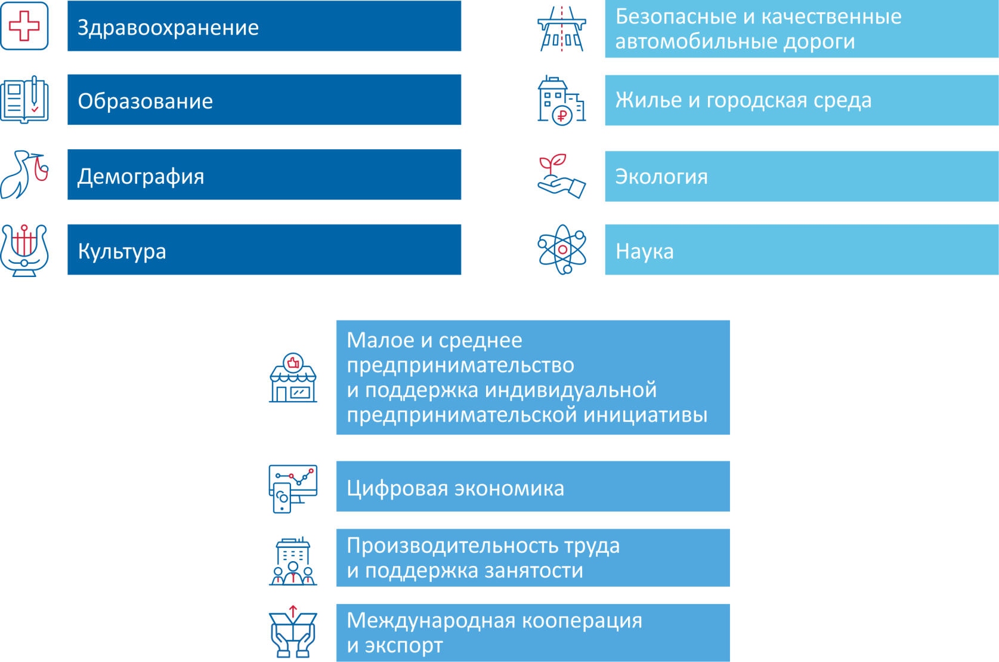 Здравоохранение
Образование
Демография
Культура
Безопасные и качественные
автомобильные дороги
Жилье и городская среда
Экология
Наука
Малое и среднее
предпринимательство
и поддержка индивидуальной
предпринимательской инициативы
Цифровая экономика
Производительность труда
и поддержка занятости
Международная кооперация
и экспорт